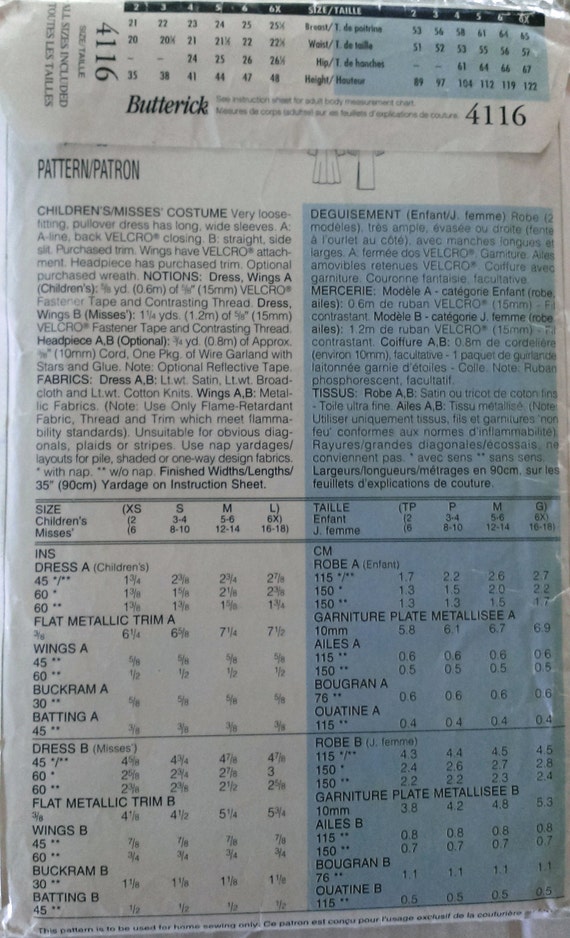 2 3 4 5 6 6X
21 22 23 24 25 25½
20 20½ 21 21½ 22 22½
– – 24 25 26 26½
35 38 41 44 47 48
SIZE/TAILLE 2 3 4 5 6 6X
Breast/T. de poitrine 53 56 58 61 64 65
Waist/T. de taille 51 52 53 55 56 57
Hip/T. de hanches – – 61 64 66 67
Height/Hauteur 89 97 104 112 119 122
ALL SIZES INCLUDED
TOUTES LES TAILLES
SIZE/TAILLE
4116
Butterick
See instruction sheet for adult body measurement chart.
Mesures de corps (adultes) sur les feuillets d'explications de couture.
4116
PATTERN/PATRON
CHILDREN'S/MISSES' COSTUME Very loose-
fitting, pullover dress has long, wide sleeves. A:
A-line, back VELCRO® closing. B: straight, side
slit. Purchased trim. Wings have VELCRO® attach-
ment. Headpiece has purchased trim. Optional
purchased wreath. NOTIONS: Dress, Wings A
(Children's): ⅝ yd. (0.6m) of ⅝" (15mm) VELCRO®
Fastener Tape and Contrasting Thread. Dress,
Wings B (Misses'): 1¼ yds. (1.2m) of ⅝" (15mm)
VELCRO® Fastener Tape and Contrasting Thread.
Headpiece A,B (Optional): ¾ yd. (0.8m) of Approx.
(10mm) Cord, One Pkg. of Wire Garland with
Stars and Glue. Note: Optional Reflective Tape.
FABRICS: Dress A,B: Lt.wt. Satin, Lt.wt. Broad-
cloth and Lt.wt. Cotton Knits. Wings A,B: Metal-
lic Fabrics. (Note: Use Only Flame-Retardant
Fabric, Thread and Trim which meet flamma-
bility standards). Unsuitable for obvious diag-
onals, plaids or stripes. Use nap yardages/
layouts for pile, shaded or one-way design fabrics.
* with nap. ** w/o nap. Finished Widths/Lengths/
35" (90cm) Yardage on Instruction Sheet.
DEGUISEMENT (Enfant/J. femme) Robe (2
modèles), très ample, évasée ou droite (fente
à l'ourlet au côté), avec manches longues et
larges. A: fermée dos VELCRO®. Garniture. Ailes
amovibles retenues VELCRO®. Coiffure avec
garniture. Couronne fantaisie, facultative.
MERCERIE: Modèle A - catégorie Enfant (robe,
ailes): 0.6m de ruban VELCRO® (15mm) - Fil
contrastant. Modèle B - catégorie J. femme (robe,
ailes): 1.2m de ruban VELCRO® (15mm) - Fil
contrastant. Coiffure A,B: 0.8m de cordelière
(environ 10mm), facultative - 1 paquet de guirlande
laitonnée garnie d'étoiles - Colle. Note: Ruban
phosphorescent, facultatif.
TISSUS: Robe A,B: Satin ou tricot de coton fins
- Toile ultra fine. Ailes A,B: Tissu métallisé. (Note:
Utiliser uniquement tissus, fils et garnitures 'non
feu' conformes aux normes d'inflammabilité).
Rayures/grandes diagonales/écossais, ne
conviennent pas. * avec sens ** sans sens.
Largeurs/longueurs/métrages en 90cm, sur les
feuillets d'explications de couture.
SIZE (XS S M L)
Children's (2 3-4 5-6 6X)
Misses' (6 8-10 12-14 16-18)
INS
DRESS A (Children's)
45 */** 1¾ 2⅜ 2¾ 2⅞
60 * 1⅜ 1⅝ 2⅛ 2⅜
60 ** 1⅜ 1⅜ 1⅝ 1¾
FLAT METALLIC TRIM A
⅜ 6¼ 6⅝ 7¼ 7½
WINGS A
45 ** ⅝ ⅝ ⅝ ⅝
60 ** ½ ½ ½ ½
BUCKRAM A
30 ** ⅝ ⅝ ⅝ ⅝
BATTING A
45 ** ⅜ ⅜ ⅜ ⅜
DRESS B (Misses')
45 */** 4⅝ 4¾ 4⅞ 4⅞
60 * 2⅝ 2¾ 2⅞ 3
60 ** 2⅜ 2⅜ 2½ 2⅝
FLAT METALLIC TRIM B
⅜ 4⅛ 4½ 5¼ 5¾
WINGS B
45 ** ⅞ ⅞ ⅞ ⅞
60 ** ¾ ¾ ¾ ¾
BUCKRAM B
30 ** 1⅛ 1⅛ 1⅛ 1⅛
BATTING B
45 ** ½ ½ ½ ½
TAILLE (TP P M G)
Enfant (2 3-4 5-6 6X)
J. femme (6 8-10 12-14 16-18)
CM
ROBE A (Enfant)
115 */** 1.7 2.2 2.6 2.7
150 * 1.3 1.5 2.0 2.2
150 ** 1.3 1.3 1.5 1.7
GARNITURE PLATE METALLISEE A
10mm 5.8 6.1 6.7 6.9
AILES A
115 ** 0.6 0.6 0.6 0.6
150 ** 0.5 0.5 0.5 0.5
BOUGRAN A
76 ** 0.6 0.6 0.6 0.6
OUATINE A
115 ** 0.4 0.4 0.4 0.4
ROBE B (J. femme)
115 */** 4.3 4.4 4.5 4.5
150 * 2.4 2.6 2.7 2.8
150 ** 2.2 2.2 2.3 2.4
GARNITURE PLATE METALLISEE B
10mm 3.8 4.2 4.8 5.3
AILES B
115 ** 0.8 0.8 0.8 0.8
150 ** 0.7 0.7 0.7 0.7
BOUGRAN B
76 ** 1.1 1.1 1.1 1.1
OUATINE B
115 ** 0.5 0.5 0.5 0.5
This pattern is to be used for home sewing only; Ce patron est conçu pour l'usage exclusif de la couturière